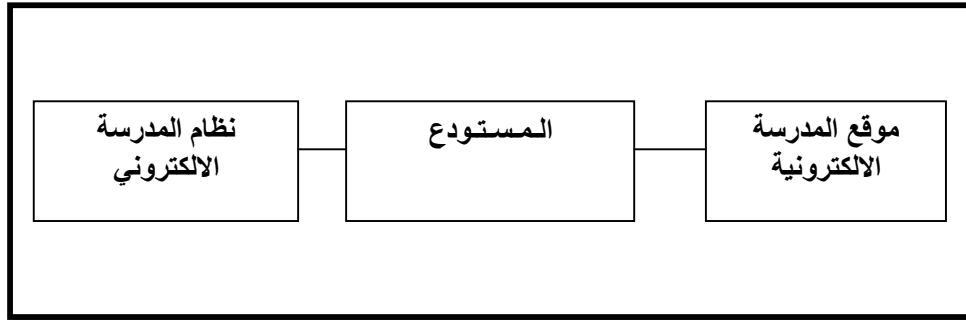 موقع المدرسة
الالكترونية
المستودع
نظام المدرسة
الالكتروني